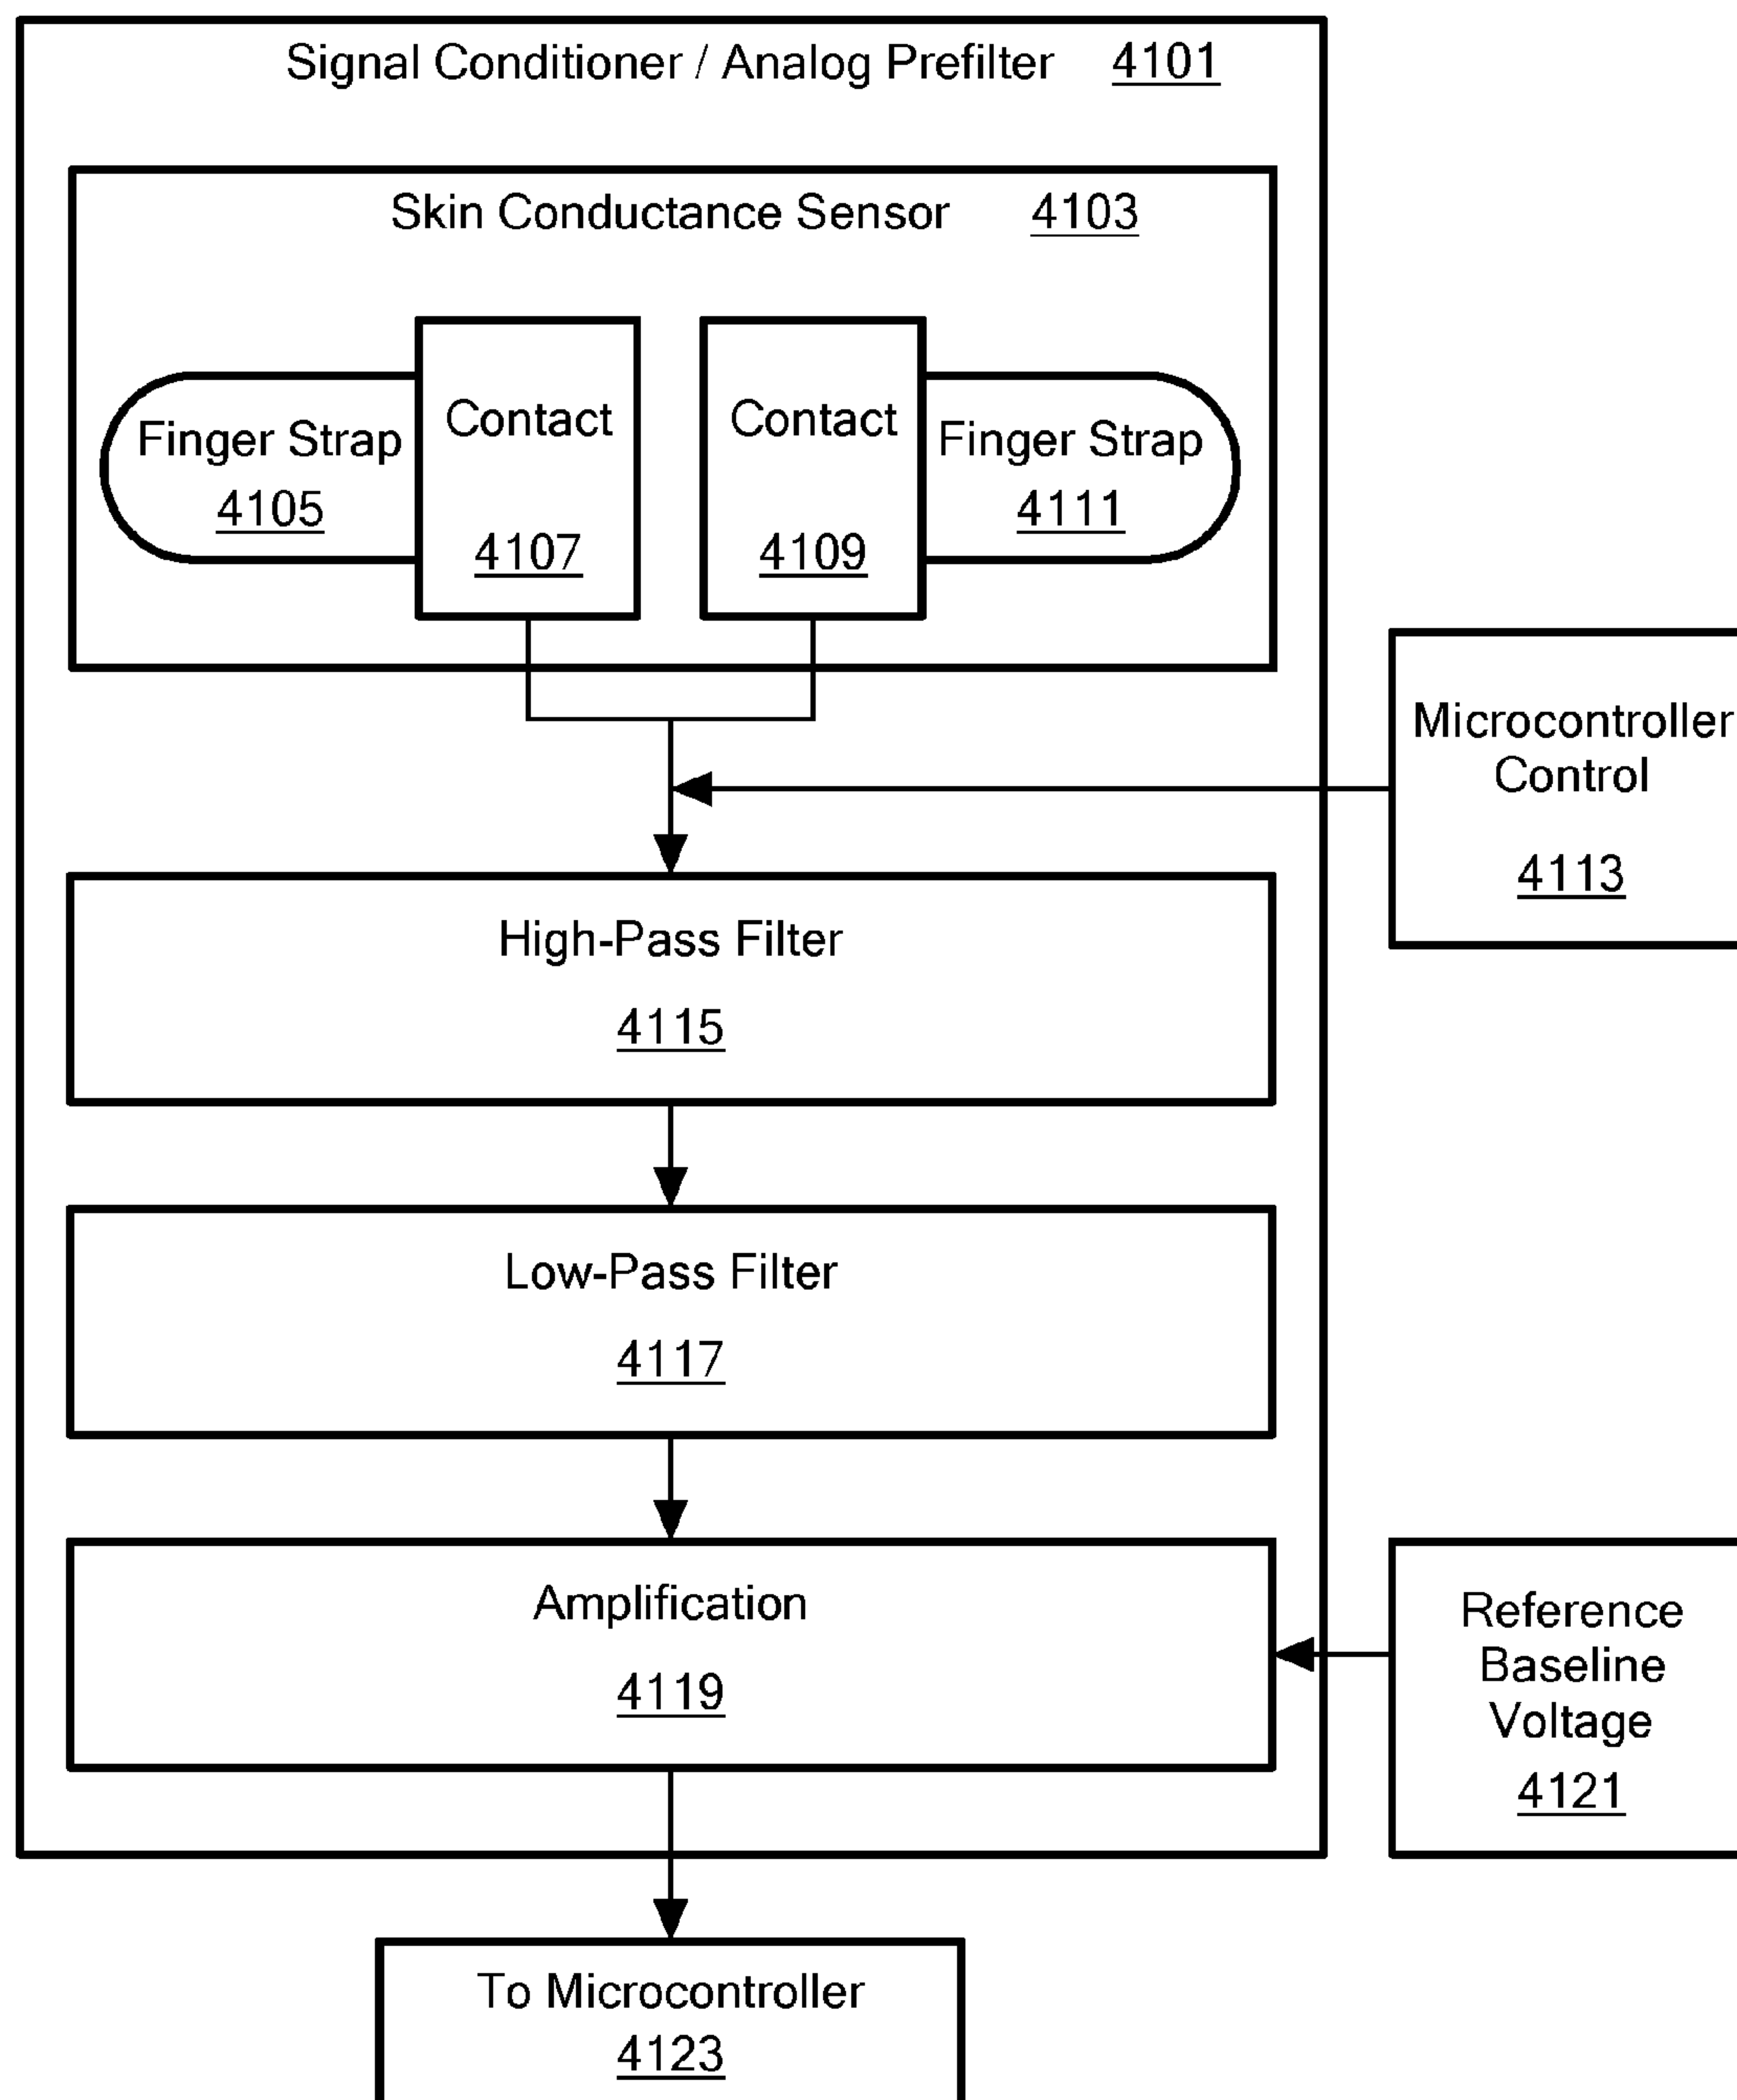 Signal Conditioner / Analog Prefilter 4101
Skin Conductance Sensor 4103
Finger Strap
4105
Contact
4107
Contact
4109
Finger Strap
4111
Microcontroller
Control
4113
High-Pass Filter
4115
Low-Pass Filter
4117
Amplification
4119
Reference
Baseline
Voltage
4121
To Microcontroller
4123